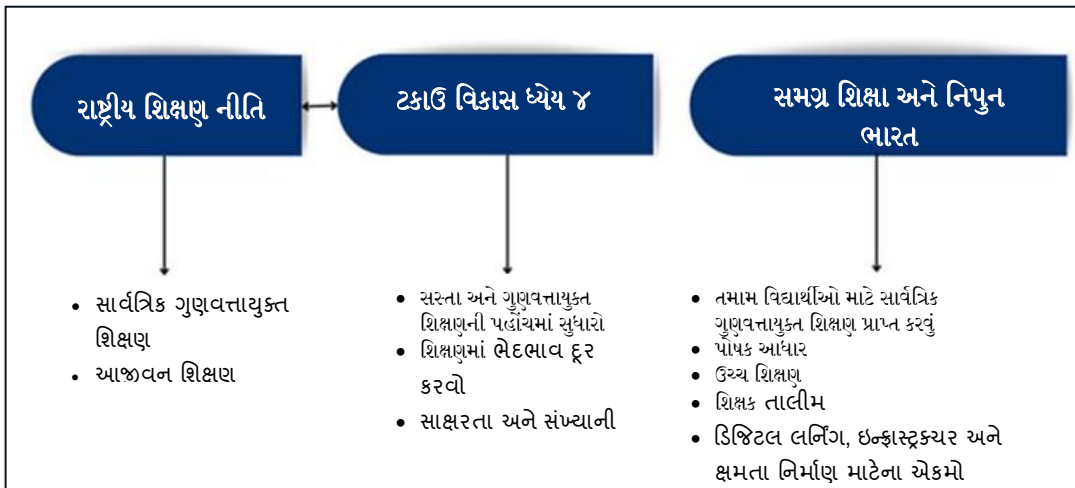 રાષ્ટ્રીય શિક્ષણ નીતિ
ટકાઉ વિકાસ ધ્યેય ૪
સમગ્ર શિક્ષા અને નિપુન
ભારત
• સાર્વત્રિક ગુણવત્તાયુક્ત
શિક્ષણ
• આજીવન શિક્ષણ
• સસ્તા અને ગુણવત્તાયુક્ત
શિક્ષણની પહોંચમાં સુધારો
• શિક્ષણમાં ભેદભાવ દૂર
કરવો
• સાક્ષરતા અને સંખ્યાની
• તમામ વિદ્યાર્થીઓ માટે સાર્વત્રિક
ગુણવત્તાયુક્ત શિક્ષણ પ્રાપ્ત કરવું
• પોષક આધાર
• ઉચ્ચ શિક્ષણ
• શિક્ષક તાલીમ
• ડિજિટલ લર્નિંગ, ઇન્ફ્રાસ્ટ્રક્ચર અને
ક્ષમતા નિર્માણ માટેના એકમો